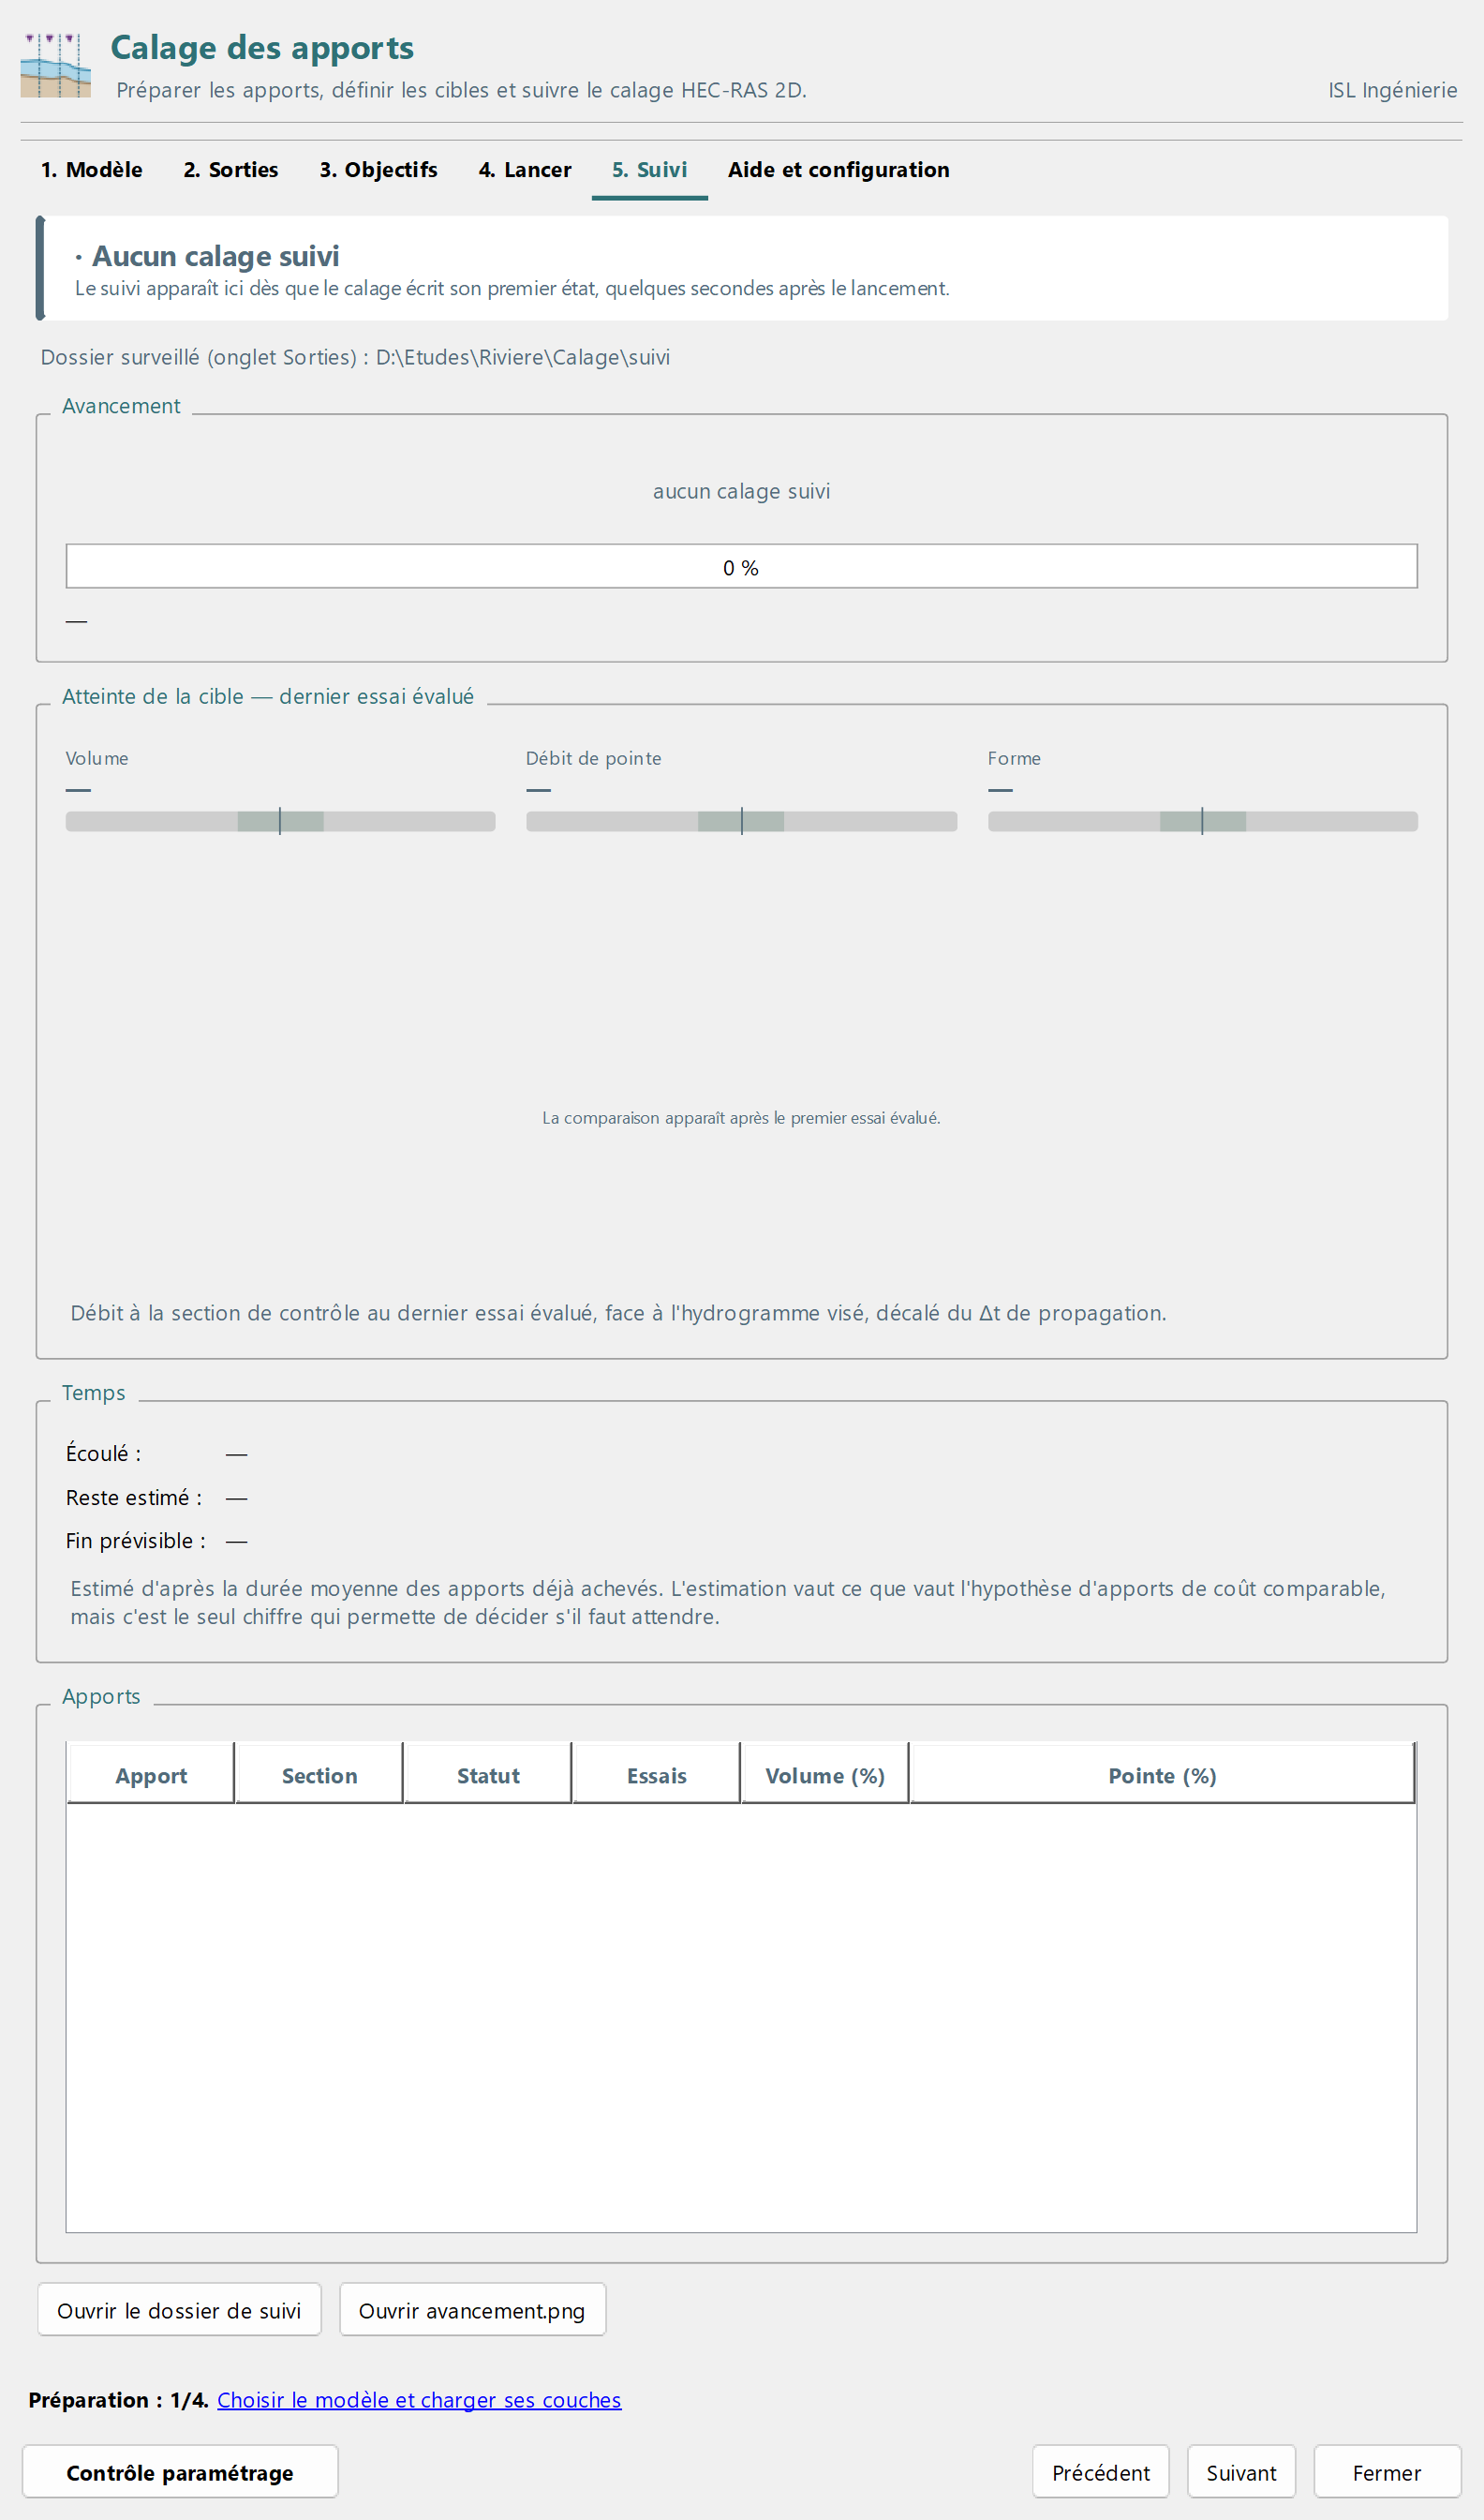 Calage des apports
Préparer les apports, définir les cibles et suivre le calage HEC-RAS 2D.
ISL Ingénierie
1. Modèle
2. Sorties
3. Objectifs
4. Lancer
5. Suivi
Aide et configuration
· Aucun calage suivi
Le suivi apparaît ici dès que le calage écrit son premier état, quelques secondes après le lancement.
Dossier surveillé (onglet Sorties) : D:\Etudes\Riviere\Calage\suivi
Avancement
aucun calage suivi
0 %
—
Atteinte de la cible — dernier essai évalué
Volume
Débit de pointe
Forme
—
—
—
La comparaison apparaît après le premier essai évalué.
Débit à la section de contrôle au dernier essai évalué, face à l'hydrogramme visé, décalé du Δt de propagation.
Temps
Écoulé : —
Reste estimé : —
Fin prévisible : —
Estimé d'après la durée moyenne des apports déjà achevés. L'estimation vaut ce que vaut l'hypothèse d'apports de coût comparable,
mais c'est le seul chiffre qui permette de décider s'il faut attendre.
Apports
Apport
Section
Statut
Essais
Volume (%)
Pointe (%)
Ouvrir le dossier de suivi
Ouvrir avancement.png
Préparation : 1/4. Choisir le modèle et charger ses couches
Contrôle paramétrage
Précédent
Suivant
Fermer